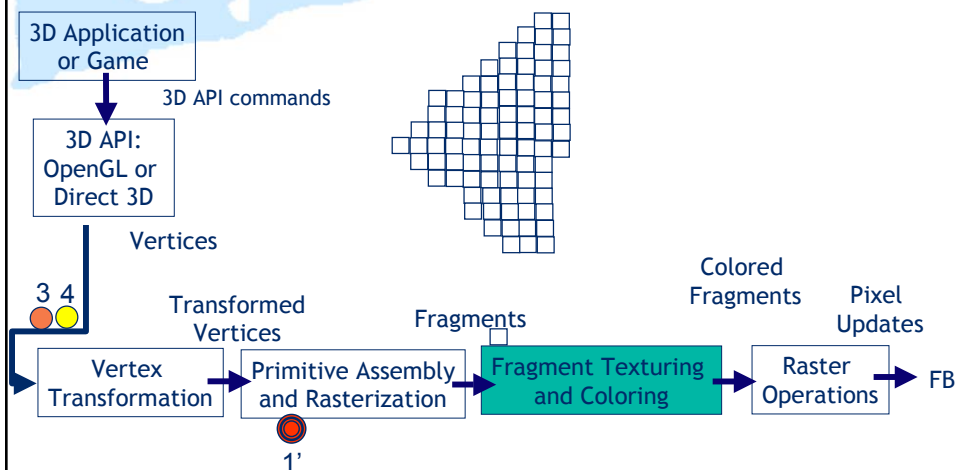 3D Application
or Game
3D API commands
3D API:
OpenGL or
Direct 3D
Vertices
3 4
Transformed
Vertices
Fragments
Colored
Fragments
Pixel
Updates
Vertex
Transformation
Primitive Assembly
and Rasterization
Fragment Texturing
and Coloring
Raster
Operations
FB
1’